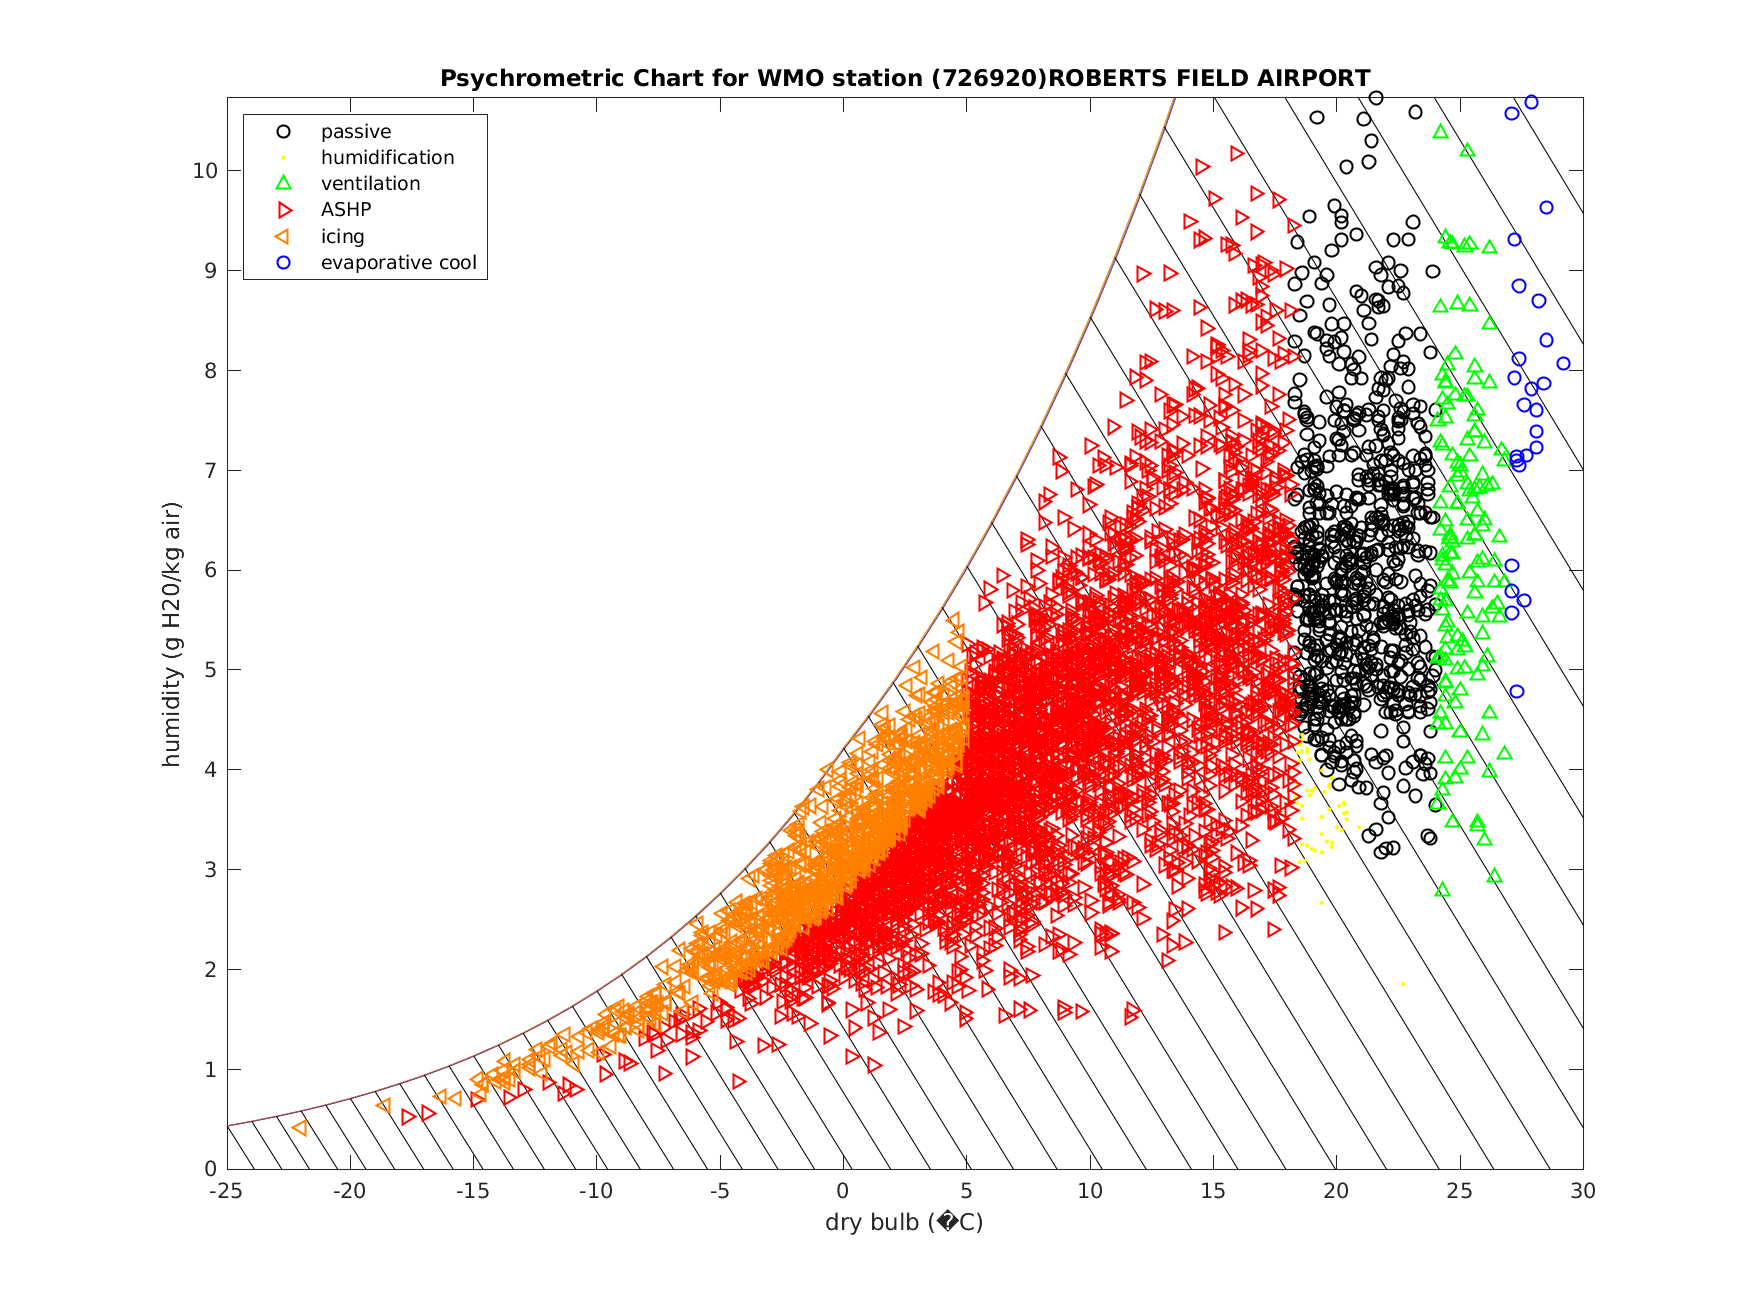 Psychrometric Chart for WMO station (726920)ROBERTS FIELD AIRPORT
passive
humidification
ventilation
ASHP
icing
evaporative cool
humidity (g H20/kg air)
10
9
8
7
6
5
4
3
2
1
0
-25 -20 -15 -10 -5 0 5 10 15 20 25 30
dry bulb (�C)